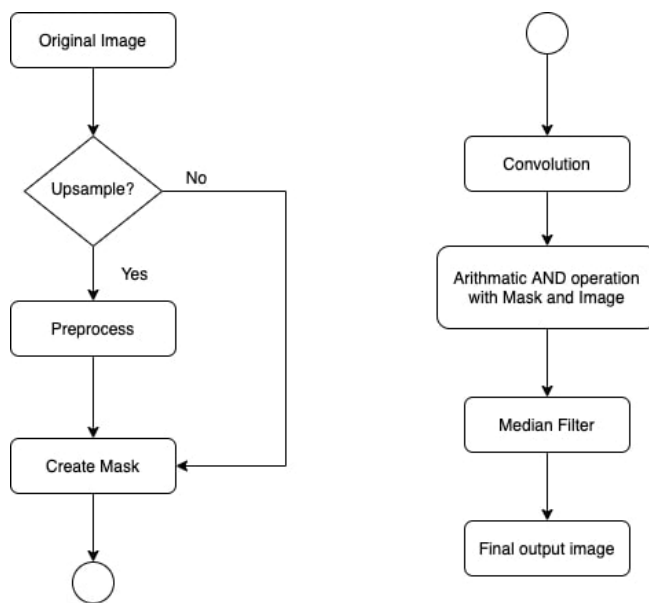 Original Image
Upsample?
No
Yes
Preprocess
Create Mask
Convolution
Arithmatic AND operation
with Mask and Image
Median Filter
Final output image